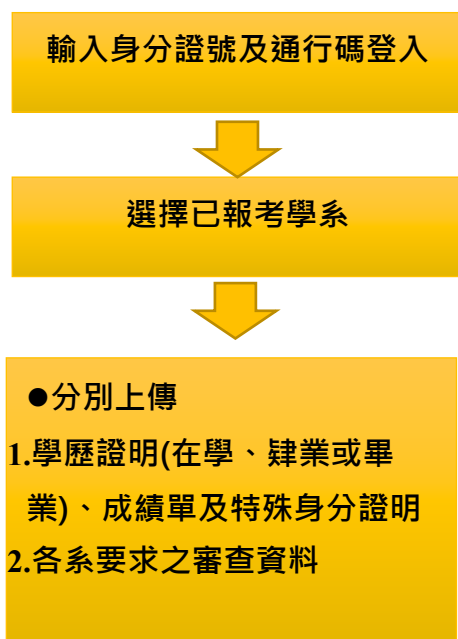 輸入身分證號及通行碼登入
選擇已報考學系
●分別上傳
1.學歷證明(在學、肄業或畢
業)、成績單及特殊身分證明
2.各系要求之審查資料